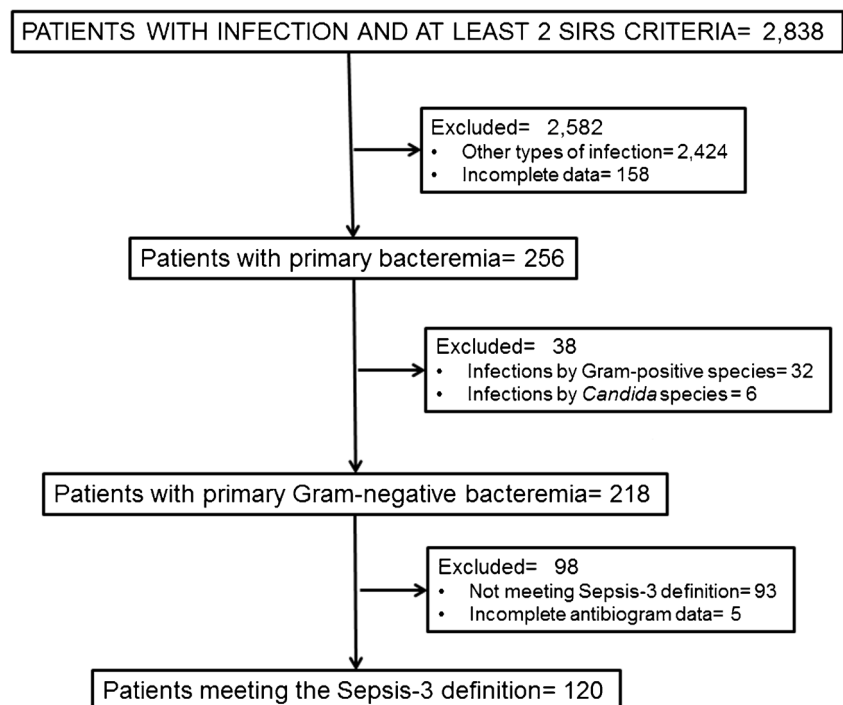 PATIENTS WITH INFECTION AND AT LEAST 2 SIRS CRITERIA= 2,838
Excluded= 2,582
• Other types of infection= 2,424
• Incomplete data= 158
Patients with primary bacteremia= 256
Excluded= 38
• Infections by Gram-positive species= 32
• Infections by Candida species = 6
Patients with primary Gram-negative bacteremia= 218
Excluded= 98
• Not meeting Sepsis-3 definition= 93
• Incomplete antibiogram data= 5
Patients meeting the Sepsis-3 definition= 120